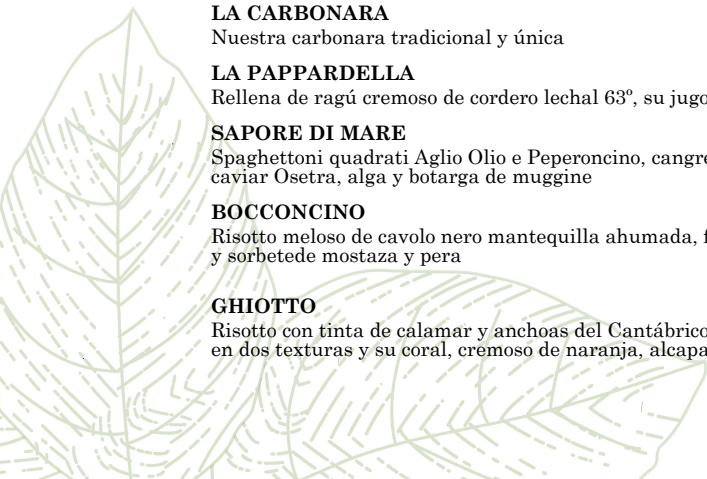 LA CARBONARA
Nuestra carbonara tradicional y única
LA PAPPARDELLA
Rellena de ragú cremoso de cordero lechal 63º, su jugo
SAPORE DI MARE
Spaghettoni quadrati Aglio Olio e Peperoncino, cangre
caviar Osetra, alga y botarga de muggine
BOCCONCINO
Risotto meloso de cavolo nero mantequilla ahumada, f
y sorbetede mostaza y pera
GHIOTTO
Risotto con tinta de calamar y anchoas del Cantábrico
en dos texturas y su coral, cremoso de naranja, alcapa